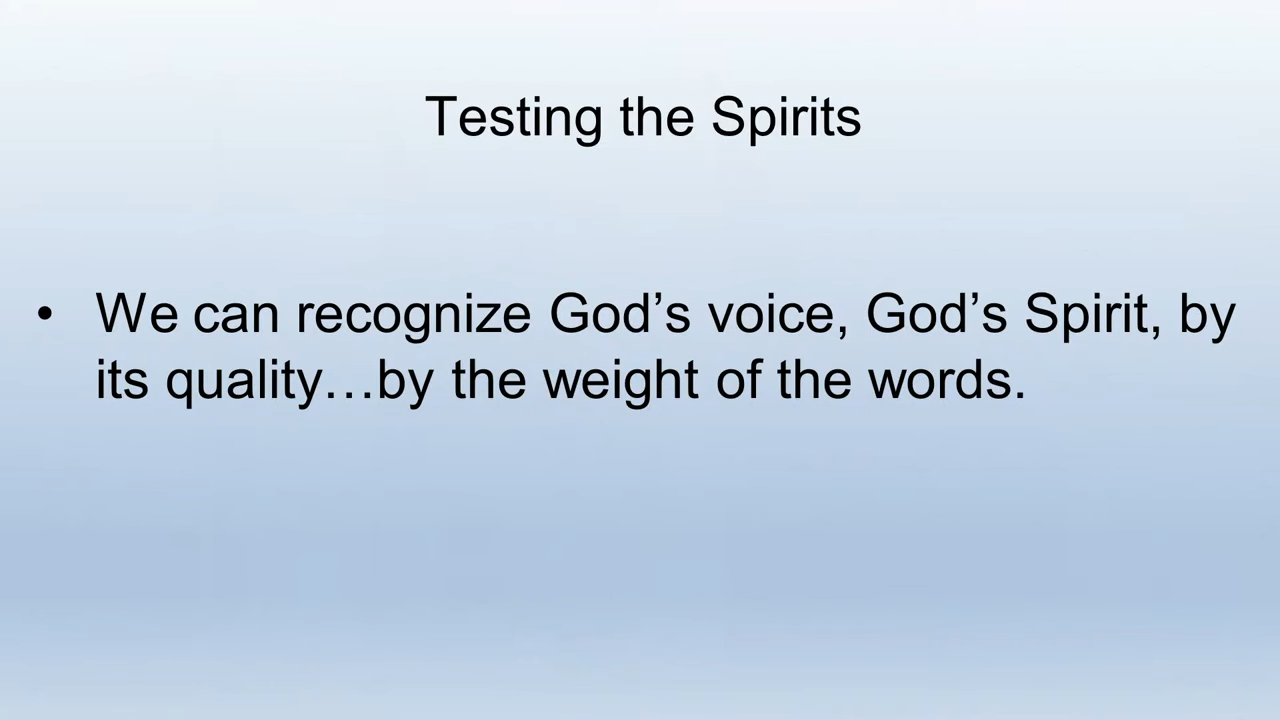 Testing the Spirits
• We can recognize God’s voice, God’s Spirit, by
its quality…by the weight of the words.